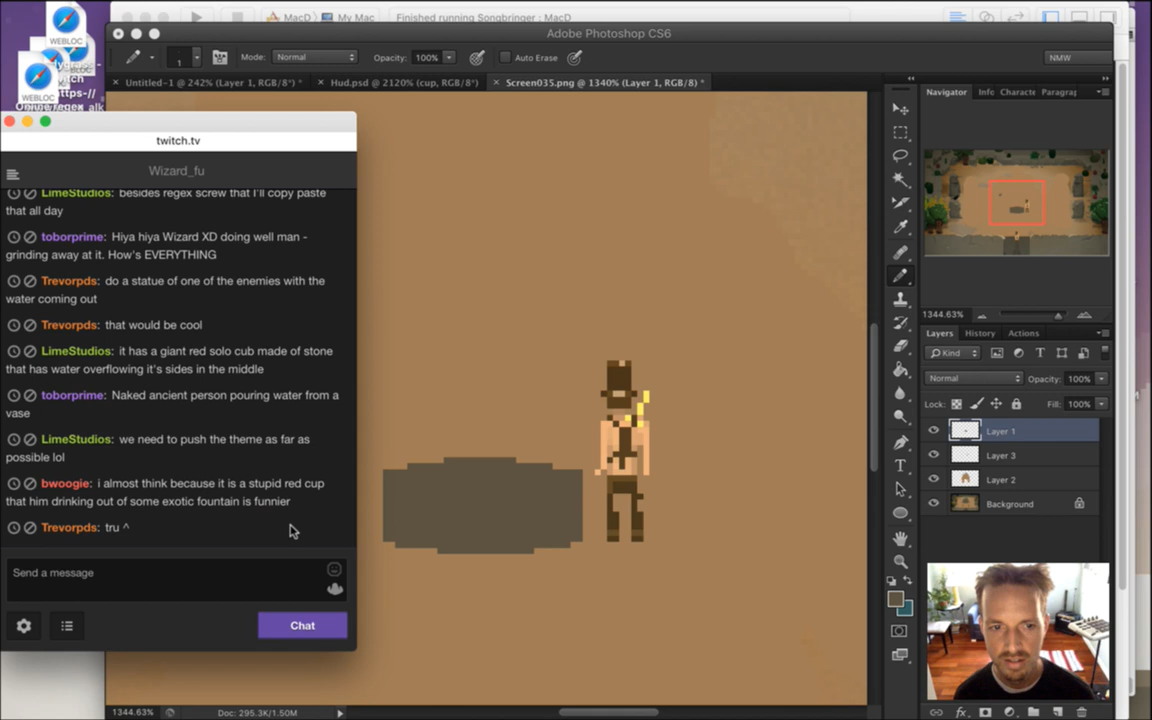 MacD
My Mac
Finished running Songbringer : MacD
WEBLOC
WEBLOC
Adobe Photoshop CS6
1
Mode:
Normal
Opacity:
100%
Auto Erase
NMW
Untitled-1 @ 242% (Layer 1, RGB/8*) *
Hud.psd @ 2120% (cup, RGB/8*)
Screen035.png @ 1340% (Layer 1, RGB/8) *
twitch.tv
Wizard_fu
LimeStudios: besides regex screw that I'll copy paste
that all day
toborprime: Hiya hiya Wizard XD doing well man -
grinding away at it. How's EVERYTHING
Trevorpds: do a statue of one of the enemies with the
water coming out
Trevorpds: that would be cool
LimeStudios: it has a giant red solo cub made of stone
that has water overflowing it's sides in the middle
toborprime: Naked ancient person pouring water from a
vase
LimeStudios: we need to push the theme as far as
possible lol
bwoogie: i almost think because it is a stupid red cup
that him drinking out of some exotic fountain is funnier
Trevorpds: tru ^
Send a message
Chat
1344.63%
Doc: 295.3K/1.50M
Navigator
Info
Characte
Paragra
1344.63%
Layers
History
Actions
Kind
Normal
Opacity:
100%
Lock:
Fill:
100%
Layer 1
Layer 3
Layer 2
Background